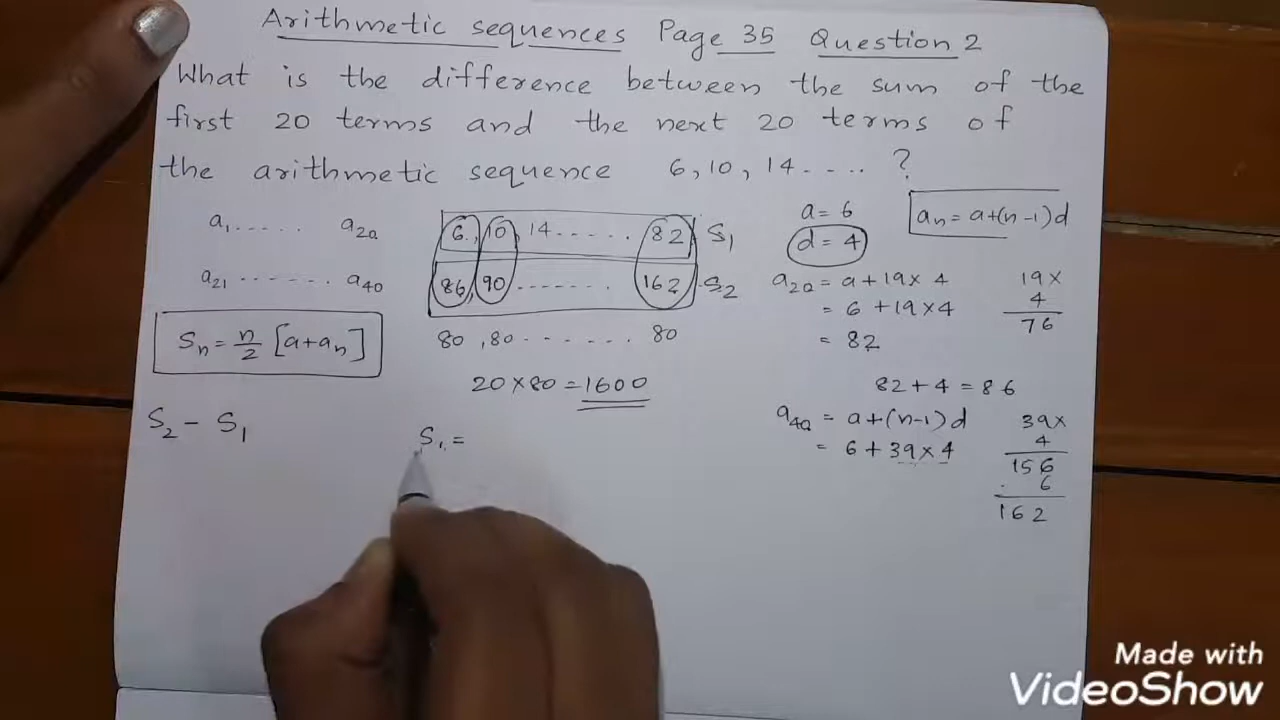 Arithmetic sequences Page 35 Question 2
What is the difference between the sum of the
first 20 terms and the next 20 terms of
the arithmetic sequence 6, 10, 14 .... ?
a₁ ..... a₂₀
a₂₁ ...... a₄₀
Sₙ = n/2 [a+aₙ]
S₂ - S₁
6, 10, 14 ..... 82 S₁
86, 90 ....... 162 S₂
80, 80 ...... 80
20 × 80 = 1600
S₁ =
a = 6
d = 4
aₙ = a+(n-1)d
a₂₀ = a + 19 × 4
= 6 + 19 × 4
= 82
19 ×
4
76
82 + 4 = 86
a₄₀ = a + (n-1) d
= 6 + 39 × 4
39 ×
4
156
6
162
Made with
VideoShow